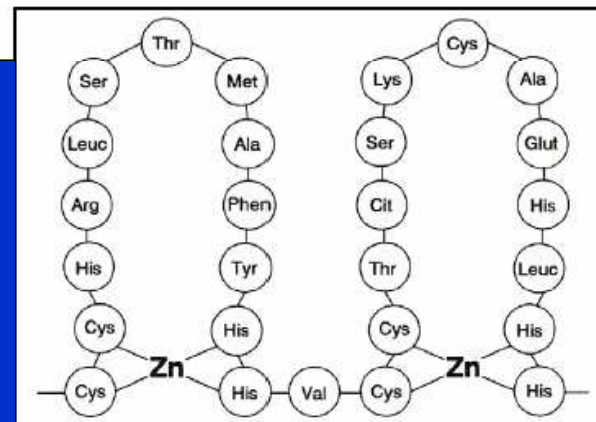 Thr Cys
Ser Met Lys Ala
Leuc Ala Ser Glut
Arg Phen Cit His
His Tyr Thr Leuc
Cys His Cys His
Zn Zn
Cys His Val Cys His